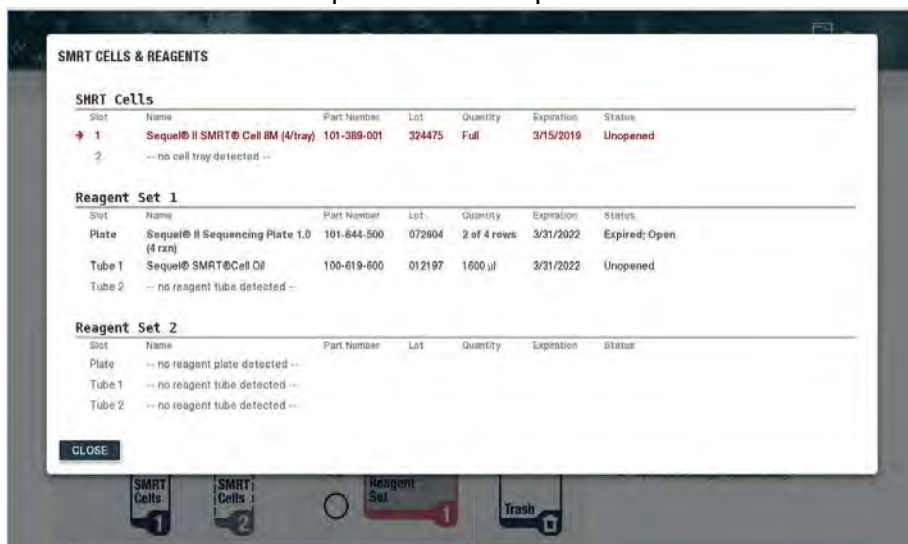 SMRT CELLS & REAGENTS
SMRT Cells
Slot Name Part Number Lot Quantity Expiration Status
1 Sequel® II SMRT® Cell 8M (4/tray) 101-389-001 324475 Full 3/15/2019 Unopened
2 -- no cell tray detected --
Reagent Set 1
Slot Name Part Number Lot Quantity Expiration Status
Plate Sequel® II Sequencing Plate 1.0 101-644-500 072604 2 of 4 rows 3/31/2022 Expired; Open
(4 rxn)
Tube 1 Sequel® SMRT®Cell Oil 100-619-600 012197 1600 ul 3/31/2022 Unopened
Tube 2 -- no reagent tube detected --
Reagent Set 2
Slot Name Part Number Lot Quantity Expiration Status
Plate -- no reagent plate detected --
Tube 1 -- no reagent tube detected --
Tube 2 -- no reagent tube detected --
CLOSE
SMRT SMRT Reagent
Cells Cells Set Trash
1 2 1